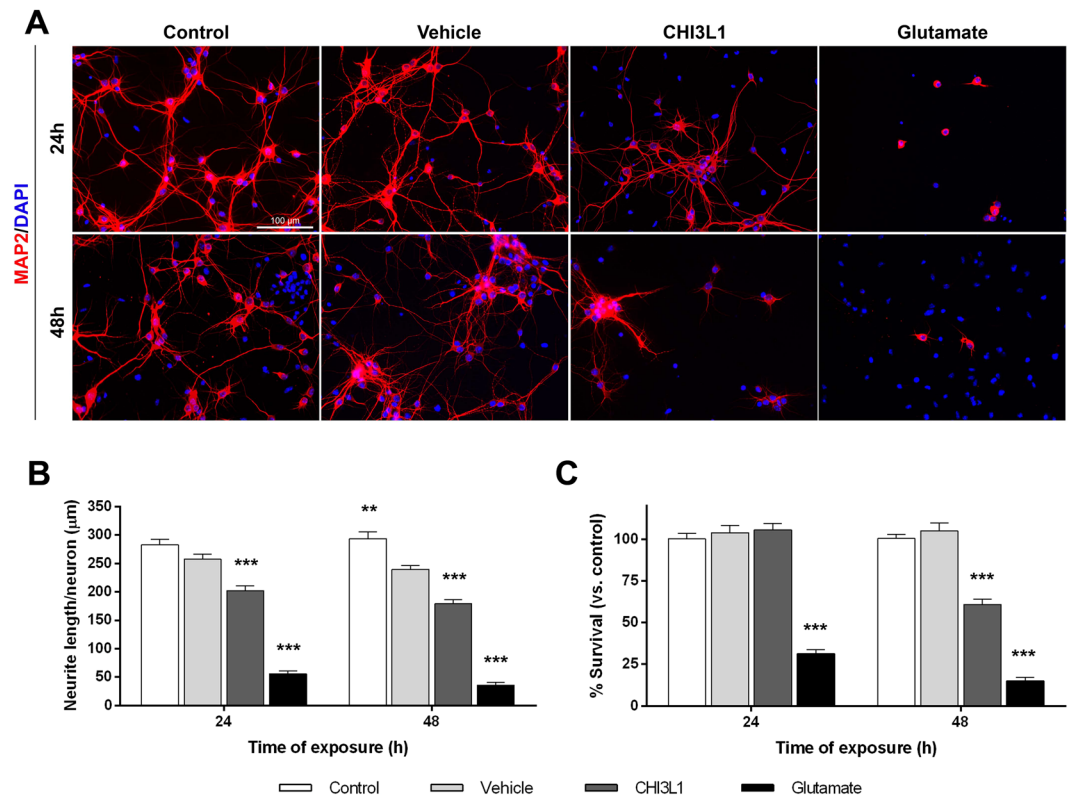 A
Control Vehicle CHI3L1 Glutamate
MAP2/DAPI
24h
100 µm
48h
B
Neurite length/neuron (µm)
350
300
250
200
150
100
50
0
** 
*** ***
*** ***
24 48
Time of exposure (h)
C
% Survival (vs. control)
100
75
50
25
0
***
*** ***
24 48
Time of exposure (h)
Control Vehicle CHI3L1 Glutamate